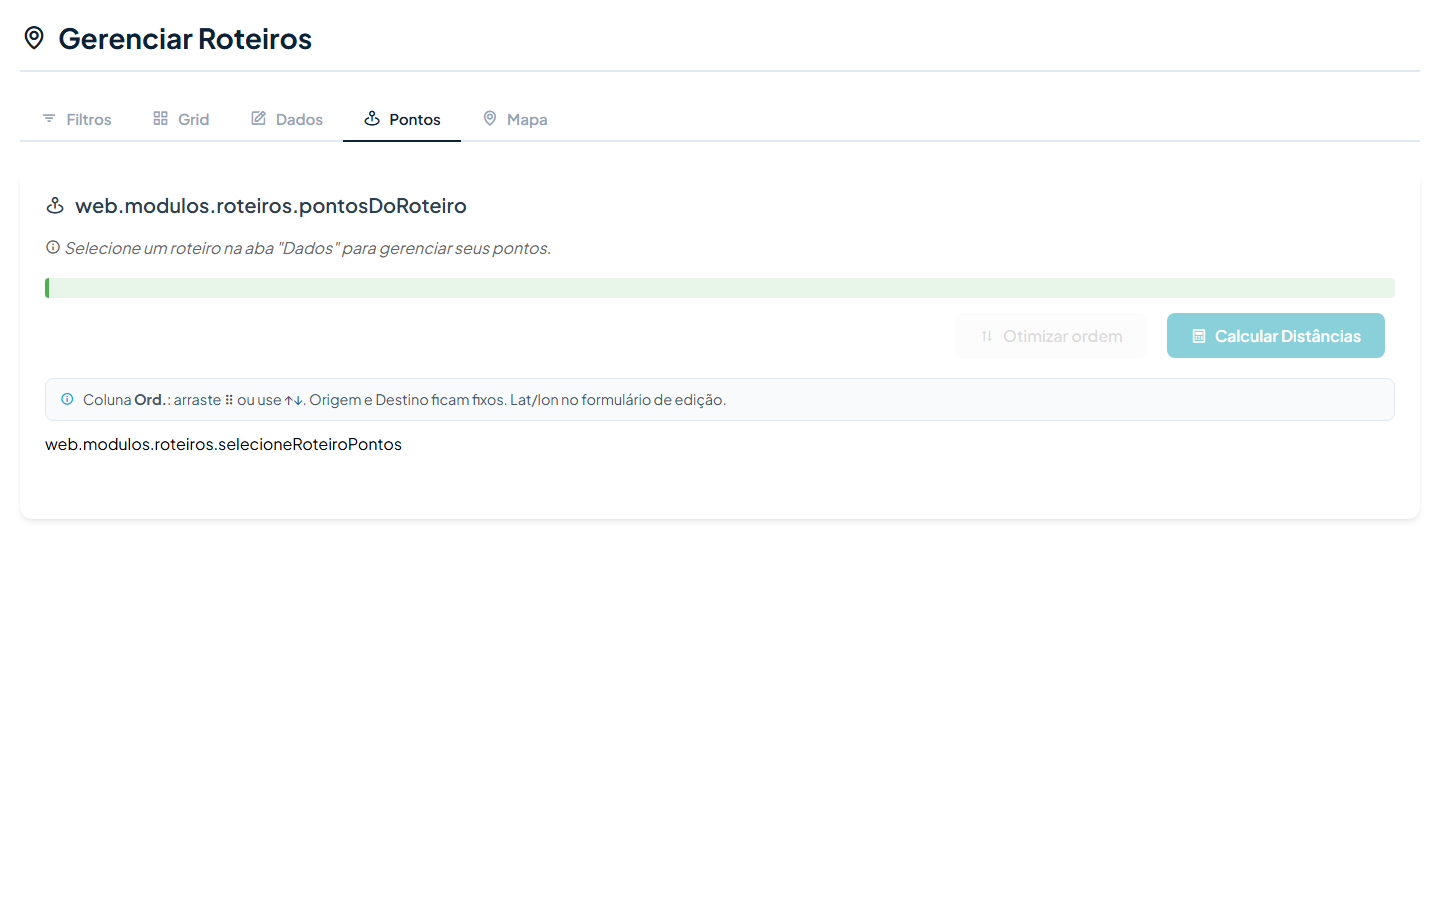 Gerenciar Roteiros
Filtros
Grid
Dados
Pontos
Mapa
web.modulos.roteiros.pontosDoRoteiro
Selecione um roteiro na aba "Dados" para gerenciar seus pontos.
Otimizar ordem
Calcular Distâncias
Coluna Ord.: arraste ⠿ ou use ↑↓. Origem e Destino ficam fixos. Lat/lon no formulário de edição.
web.modulos.roteiros.selecioneRoteiroPontos